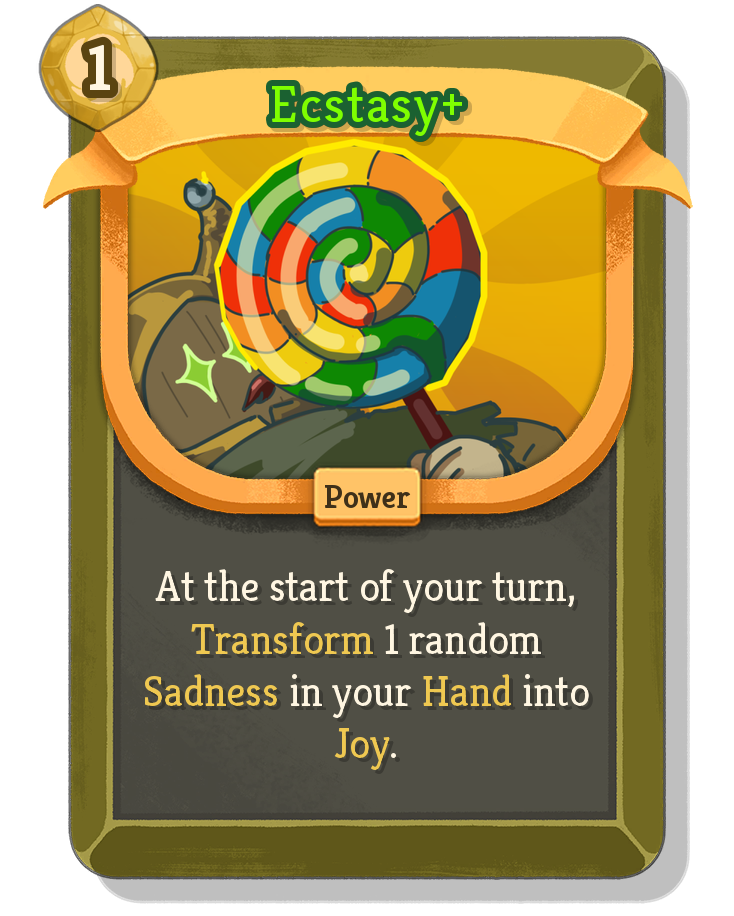 1
Ecstasy+
Power
At the start of your turn,
Transform 1 random
Sadness in your Hand into
Joy.